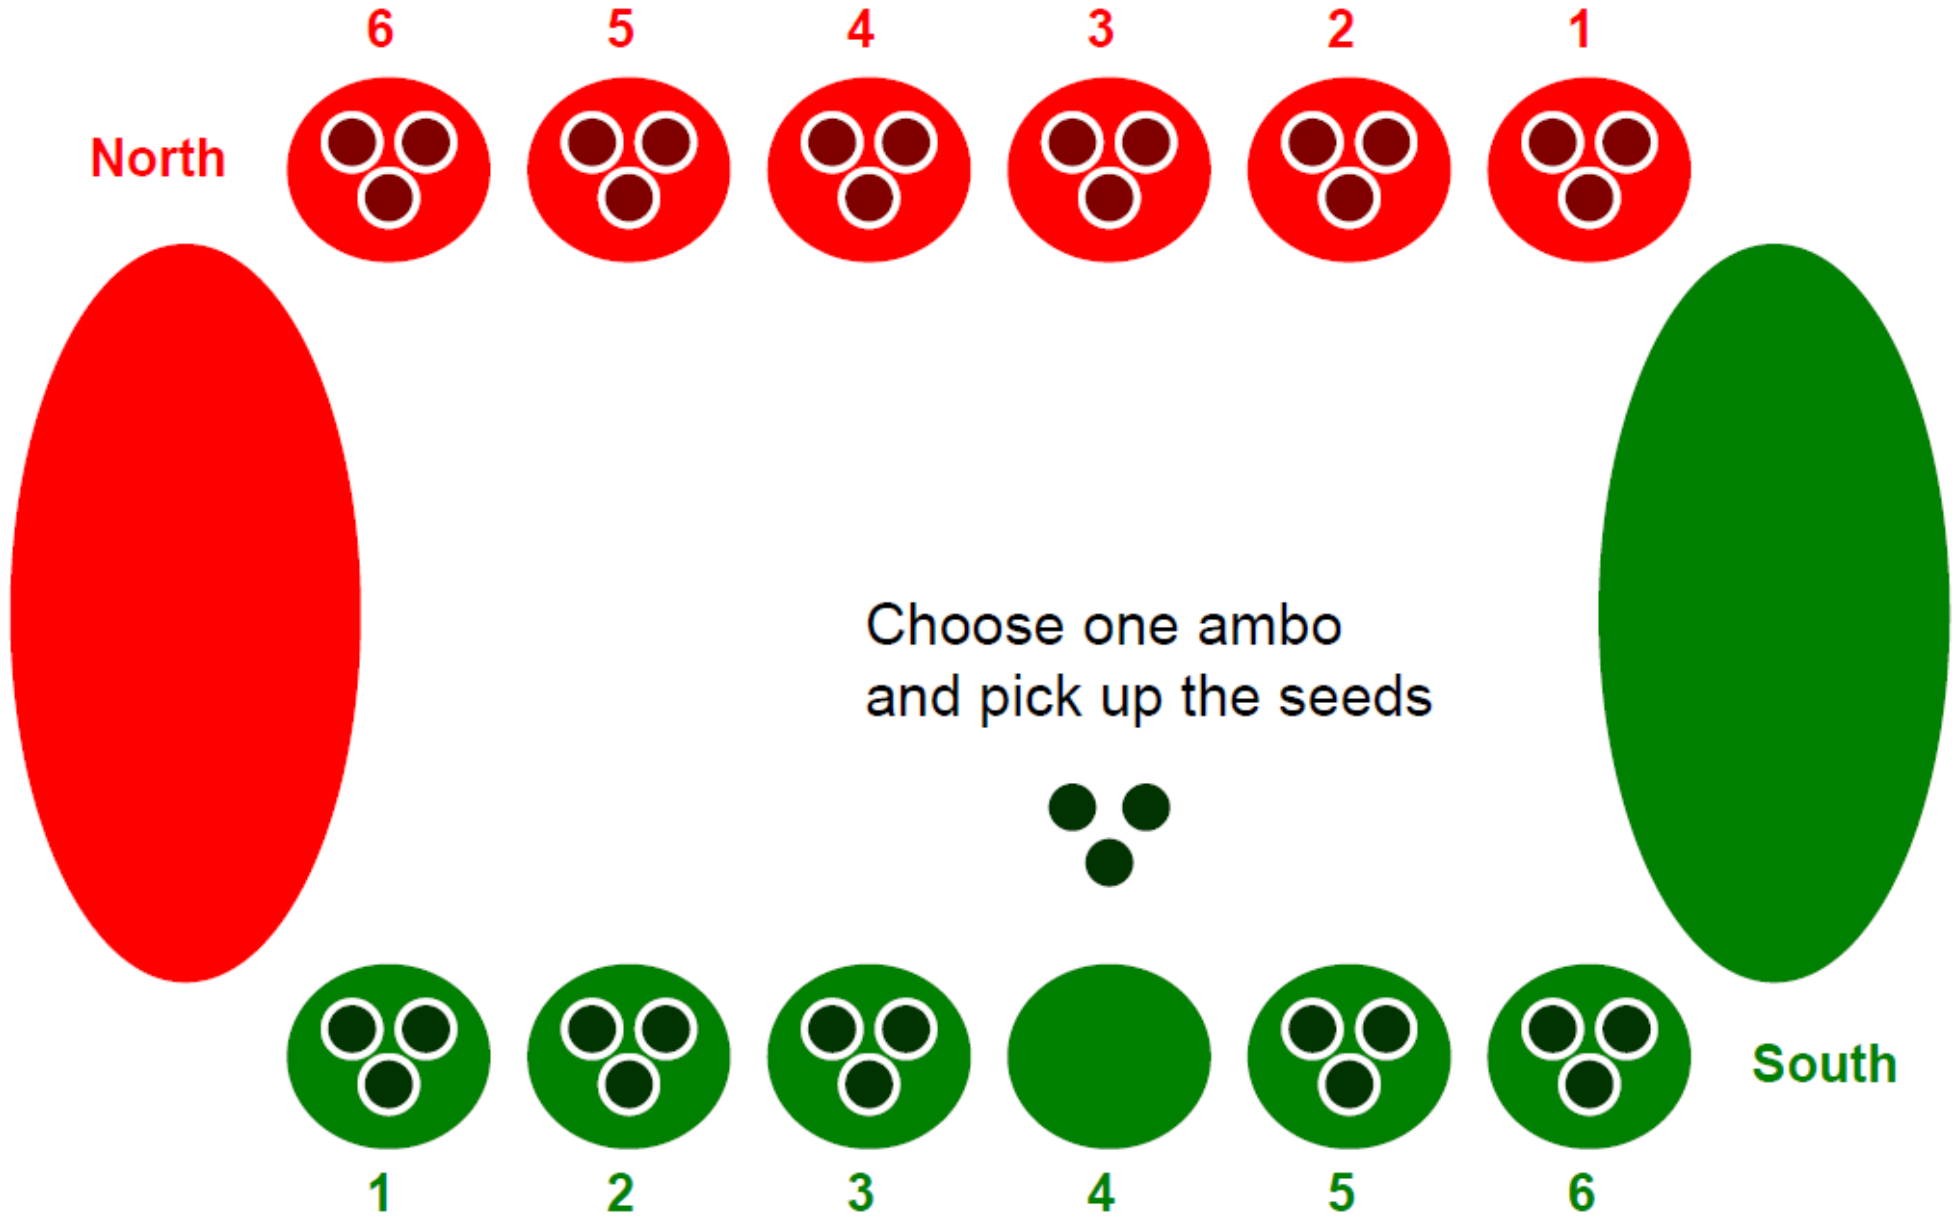 6 5 4 3 2 1
North
Choose one ambo
and pick up the seeds
South
1 2 3 4 5 6